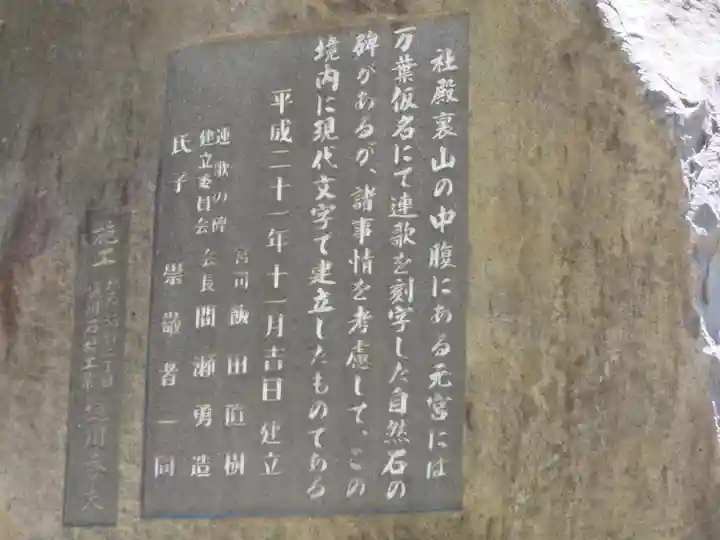 社殿裏山の中腹にある元宮には
万葉仮名にて連歌を刻字した自然石の
碑があるが、諸事情を考慮して、この
境内に現代文字で建立したものである
平成二十一年十一月吉日 建立
宮司 飯田直樹
連歌の碑
建立委員会 会長 間瀬勇造
氏子 崇敬者一同
施工